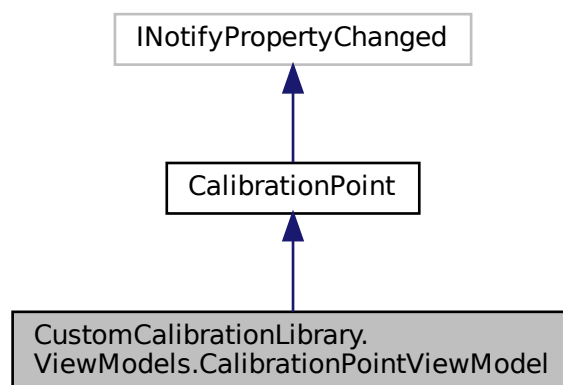 INotifyPropertyChanged
CalibrationPoint
CustomCalibrationLibrary.
ViewModels.CalibrationPointViewModel